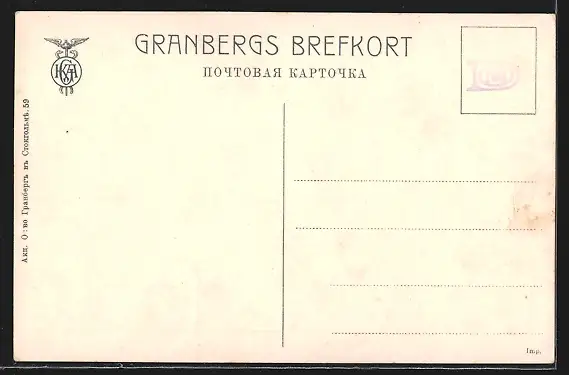 GRANBERGS BREFKORT
ПОЧТОВАЯ КАРТОЧКА
Акц. О-во Гранбергъ въ Стокгольмѣ. 59
Imp.